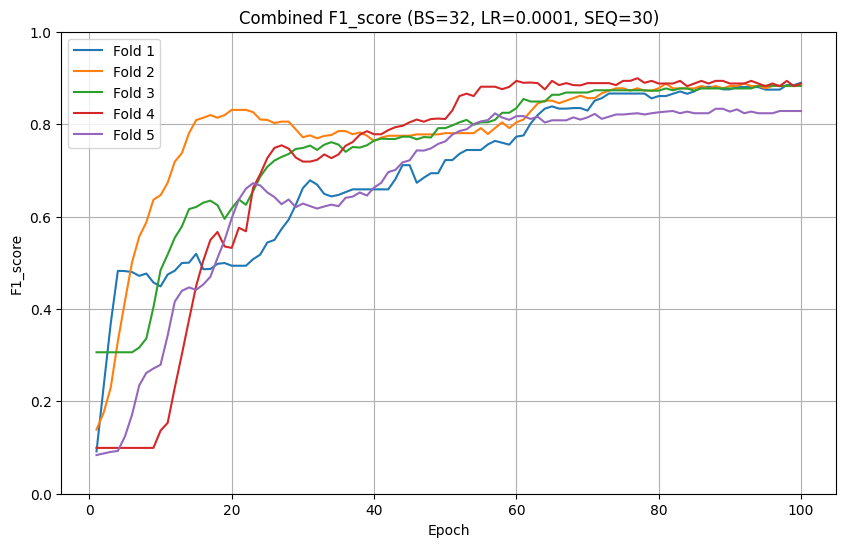 Combined F1_score (BS=32, LR=0.0001, SEQ=30)
Fold 1
Fold 2
Fold 3
Fold 4
Fold 5
F1_score
1.0
0.8
0.6
0.4
0.2
0.0
0 20 40 60 80 100
Epoch